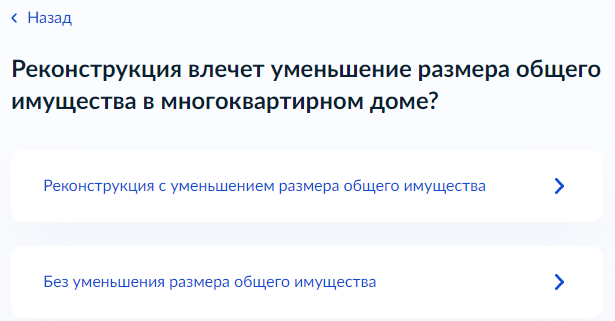 Назад
Реконструкция влечет уменьшение размера общего
имущества в многоквартирном доме?
Реконструкция с уменьшением размера общего имущества
Без уменьшения размера общего имущества